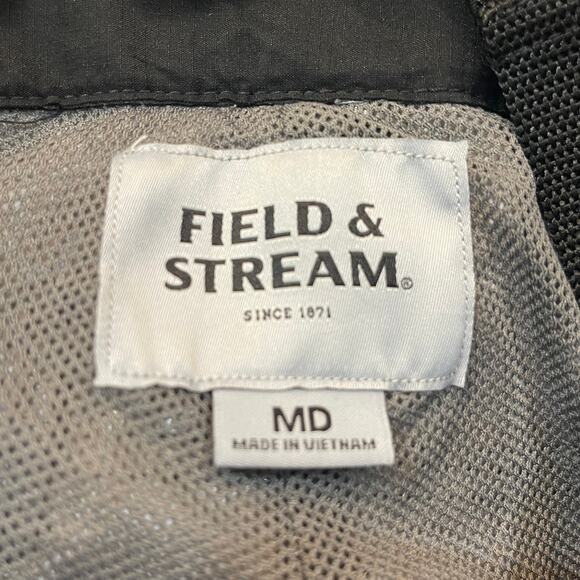 FIELD &
STREAM®
SINCE 1871
MD
MADE IN VIETNAM